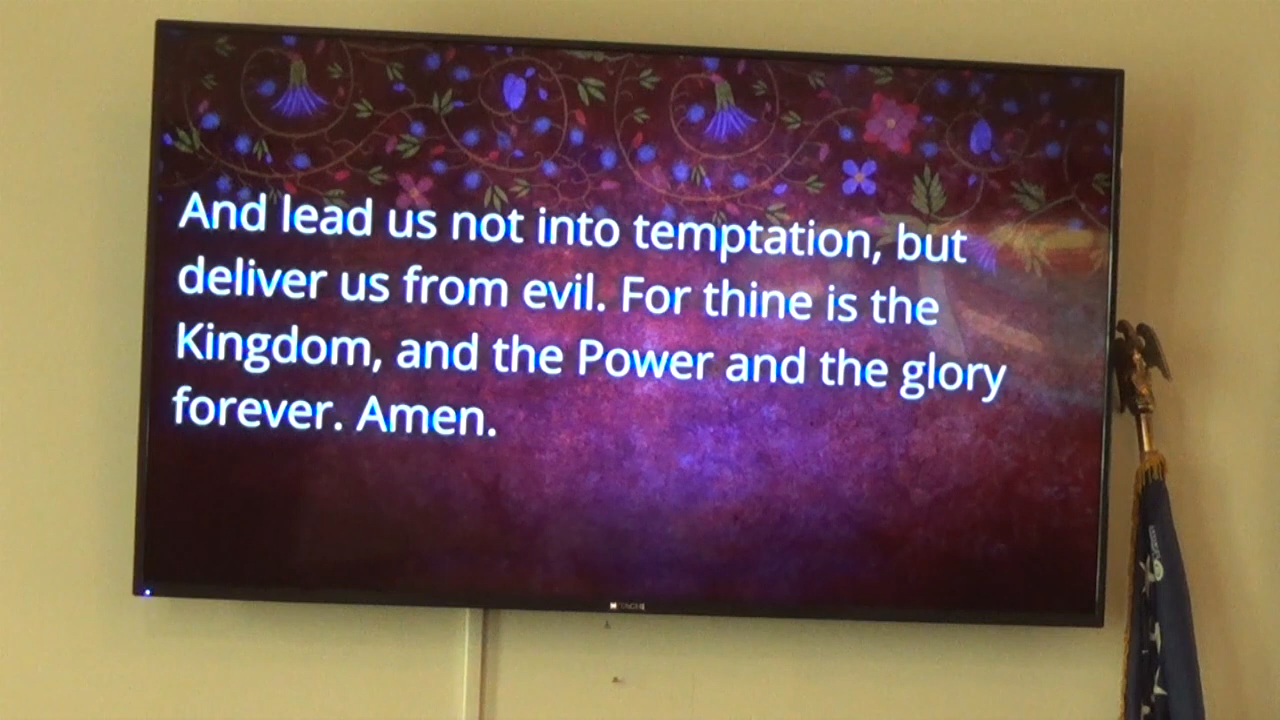 And lead us not into temptation, but
deliver us from evil. For thine is the
Kingdom, and the Power and the glory
forever. Amen.